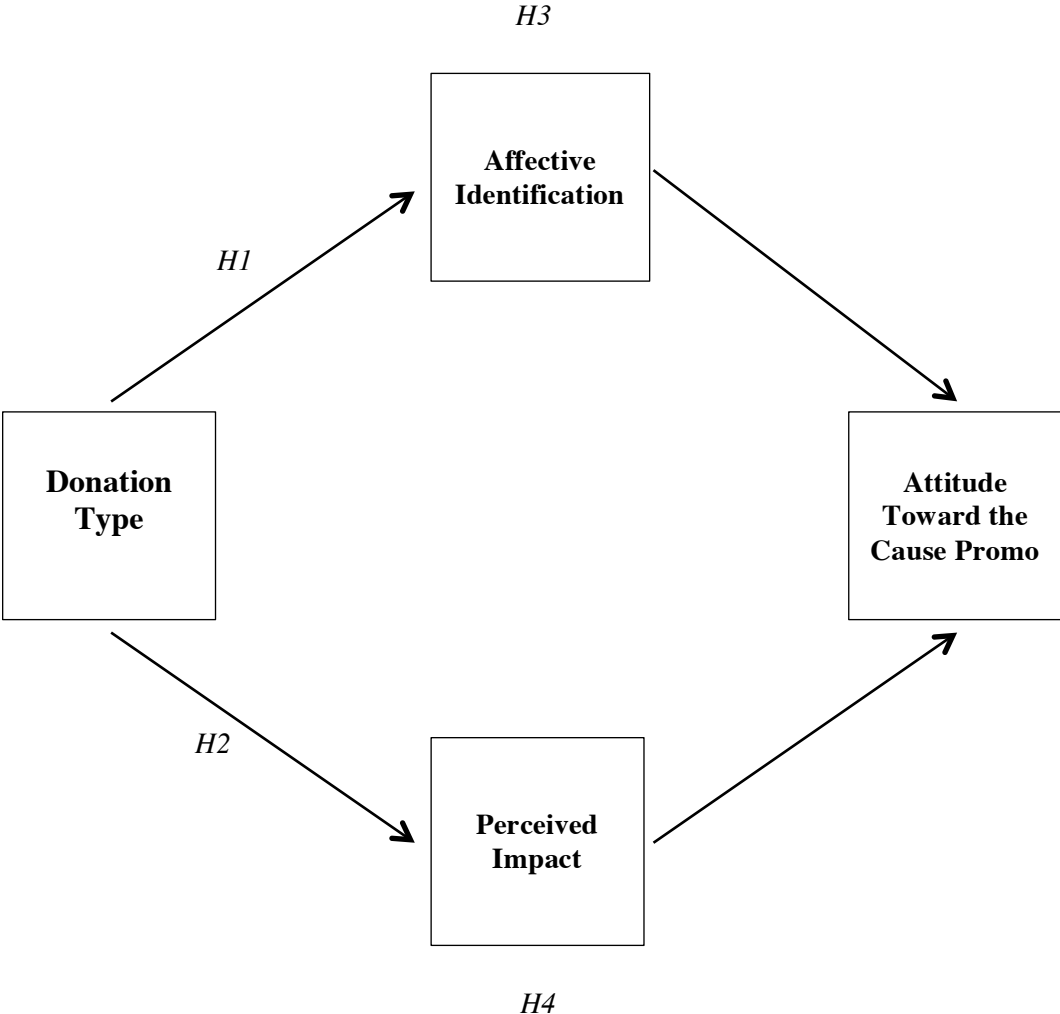 H3
Affective
Identification
H1
Donation
Type
Attitude
Toward the
Cause Promo
H2
Perceived
Impact
H4